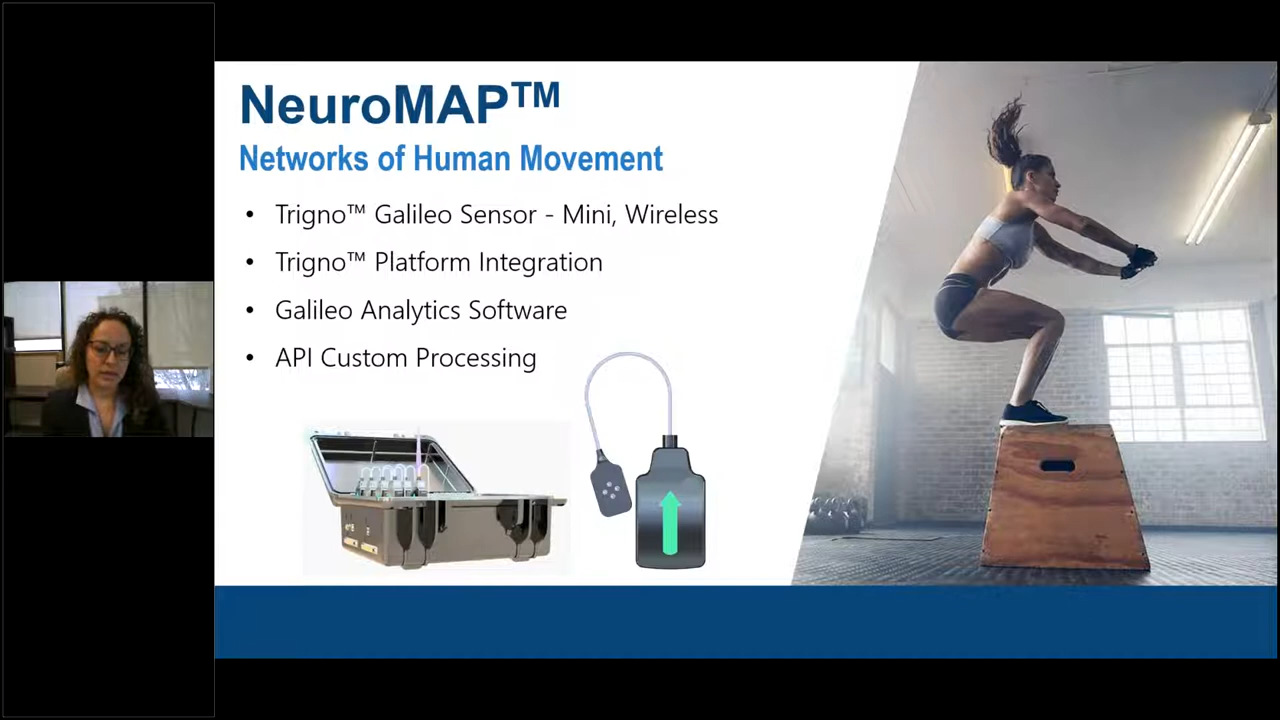 NeuroMAP™
Networks of Human Movement
• Trigno™ Galileo Sensor - Mini, Wireless
• Trigno™ Platform Integration
• Galileo Analytics Software
• API Custom Processing